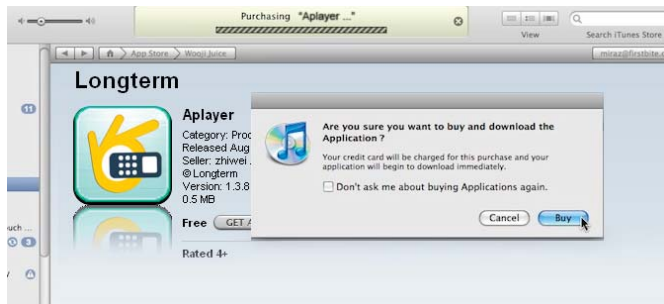 Purchasing "Aplayer ..."
View
Search iTunes Store
App Store
Wooji Juice
miraz@firstbite.
Longterm
11
Aplayer
Category: Proc
Released Aug
Seller: zhiwei
© Longterm
Version: 1.3.8
0.5 MB
Free
GET A
Rated 4+
Are you sure you want to buy and download the
Application?
Your credit card will be charged for this purchase and your
application will begin to download immediately.
Don't ask me about buying Applications again.
Cancel
Buy
ouch ...
3